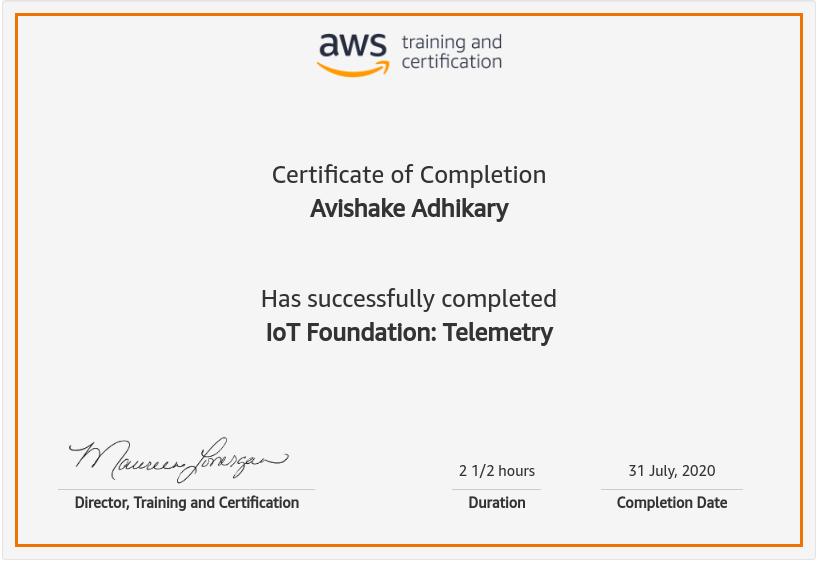 aws training and
certification
Certificate of Completion
Avishake Adhikary
Has successfully completed
IoT Foundation: Telemetry
Maureen Lonergan
Director, Training and Certification
2 1/2 hours
Duration
31 July, 2020
Completion Date